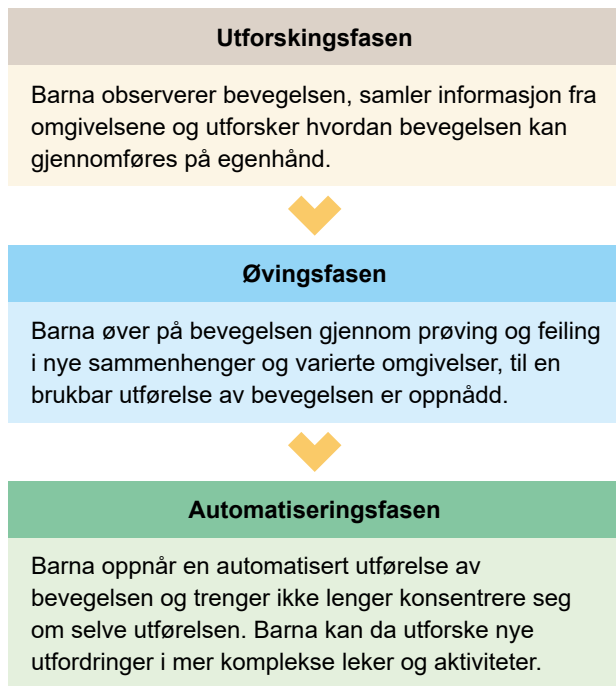 Utforskingsfasen
Barna observerer bevegelsen, samler informasjon fra
omgivelsene og utforsker hvordan bevegelsen kan
gjennomføres på egenhånd.
Øvingsfasen
Barna øver på bevegelsen gjennom prøving og feiling
i nye sammenhenger og varierte omgivelser, til en
brukbar utførelse av bevegelsen er oppnådd.
Automatiseringsfasen
Barna oppnår en automatisert utførelse av
bevegelsen og trenger ikke lenger konsentrere seg
om selve utførelsen. Barna kan da utforske nye
utfordringer i mer komplekse leker og aktiviteter.